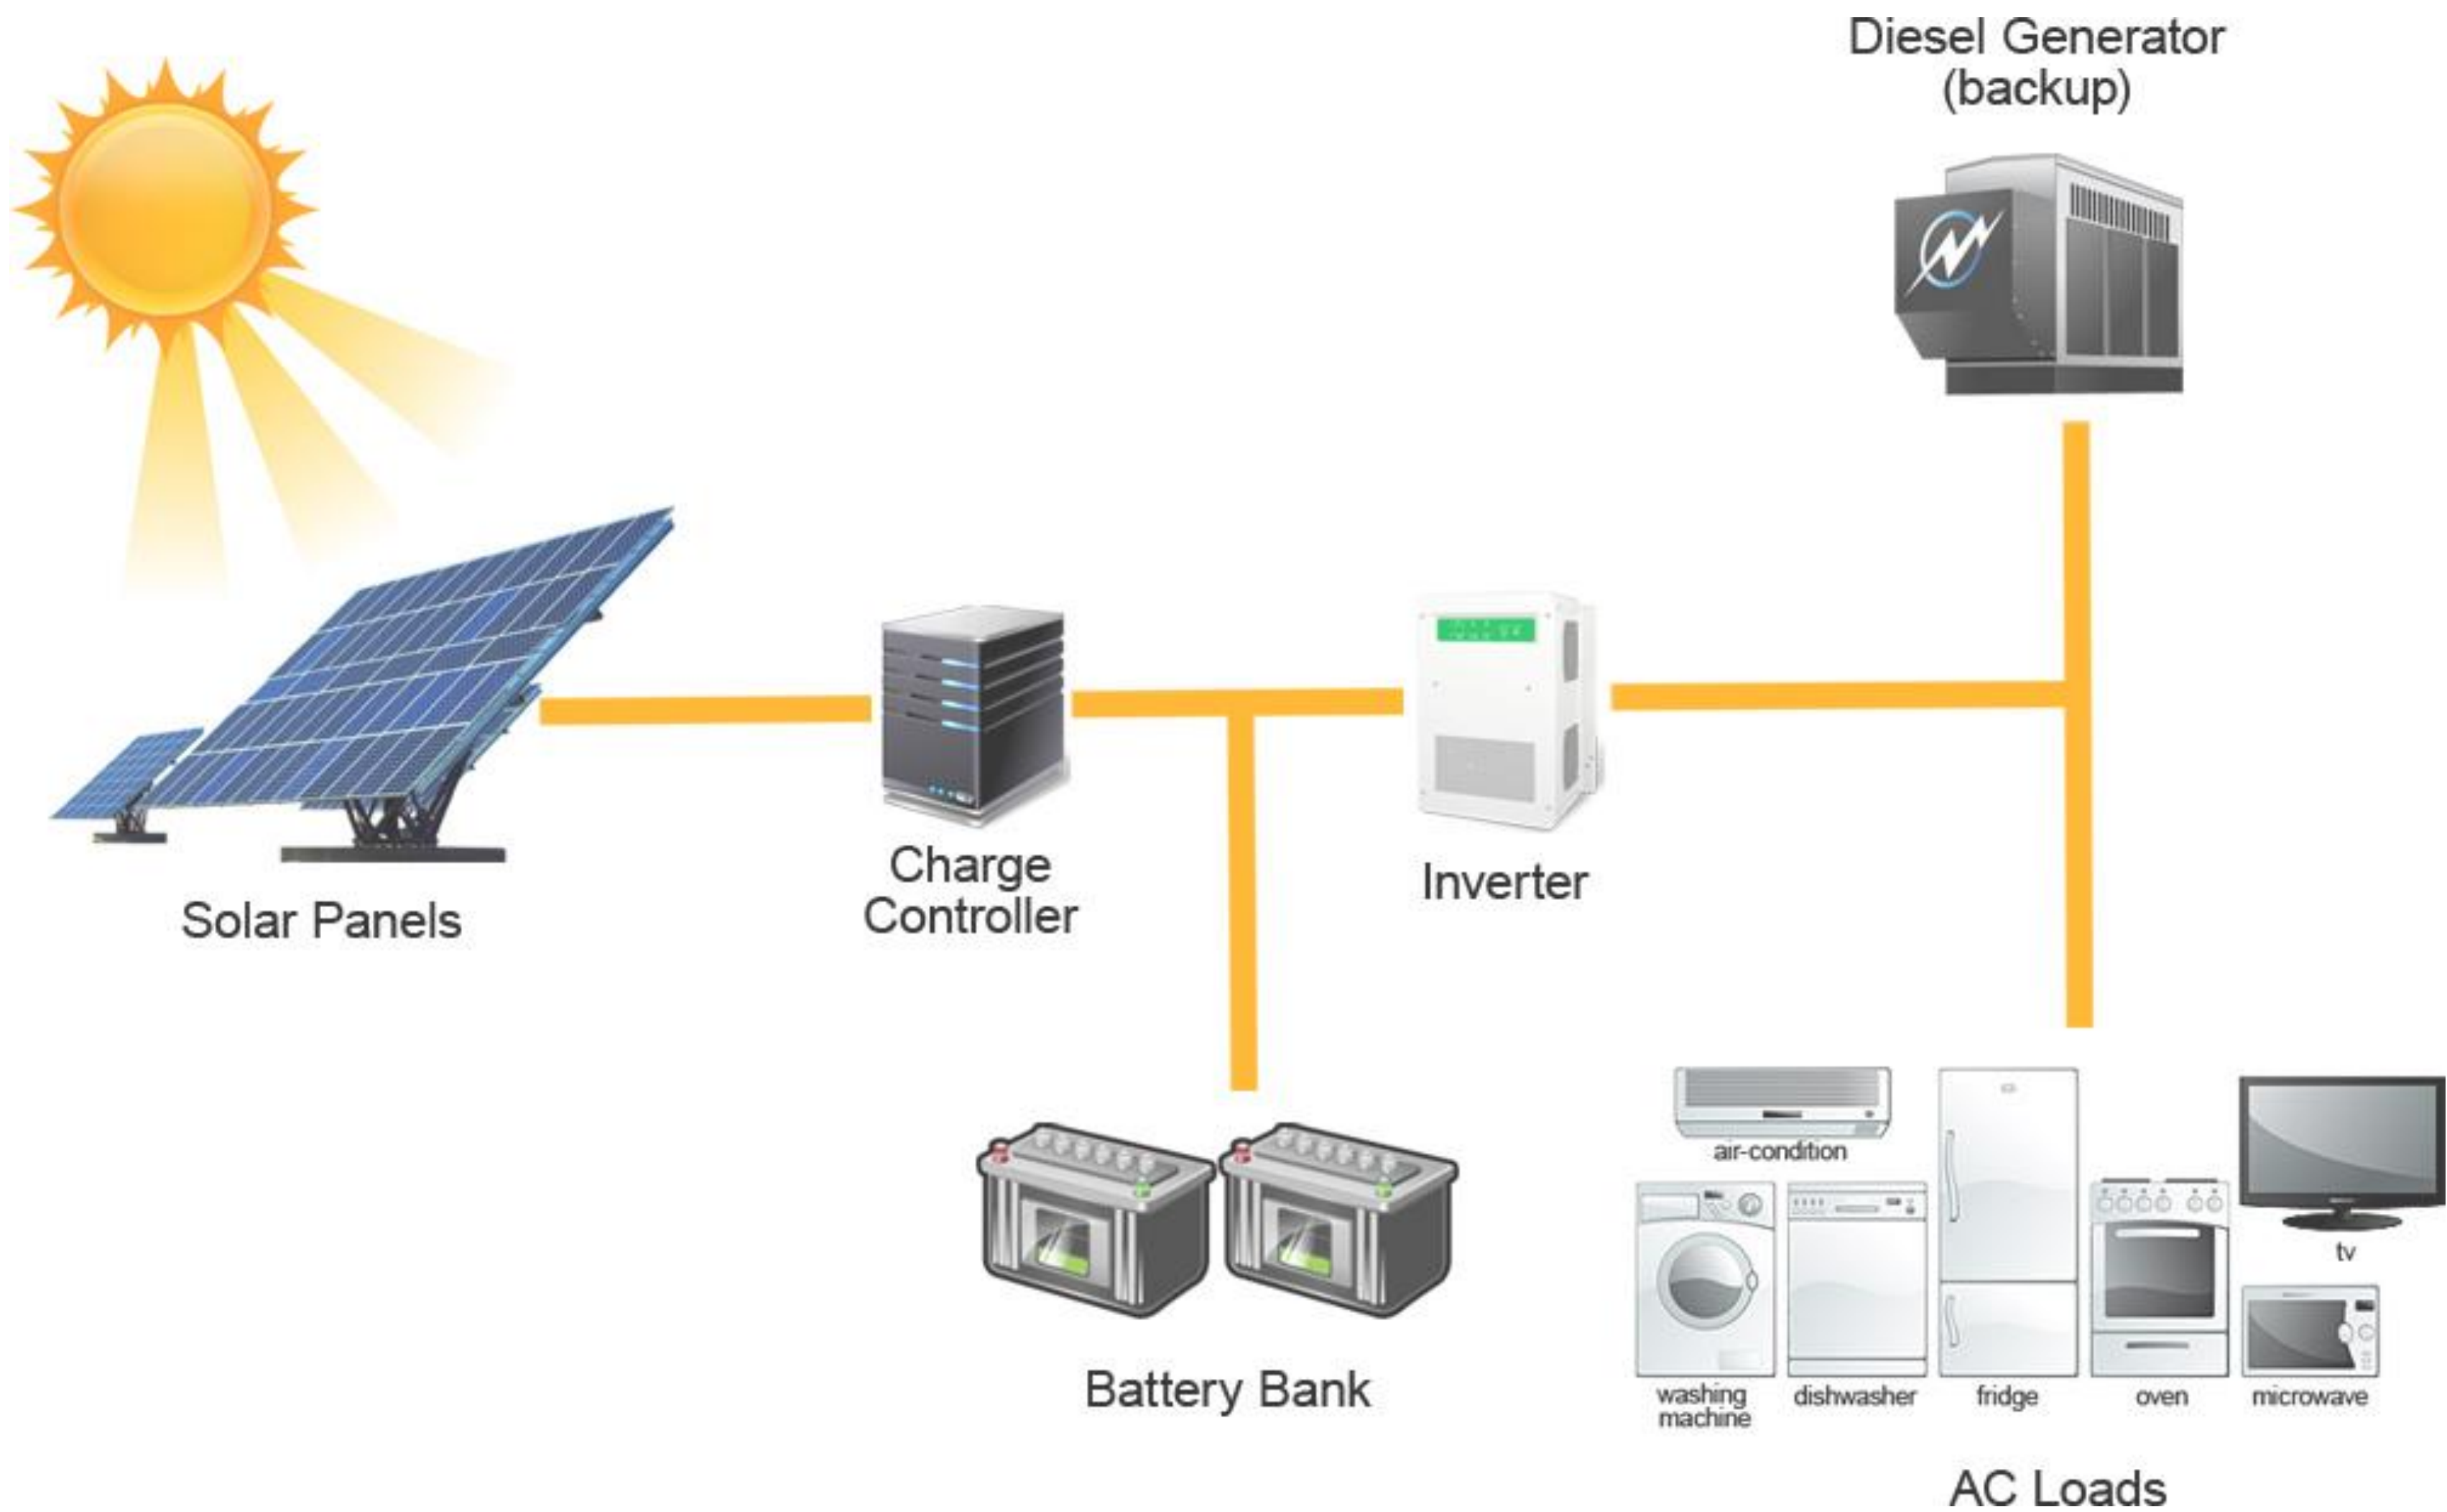 Diesel Generator
(backup)
Solar Panels
Charge
Controller
Inverter
Battery Bank
air-condition
tv
washing
machine
dishwasher
fridge
oven
microwave
AC Loads